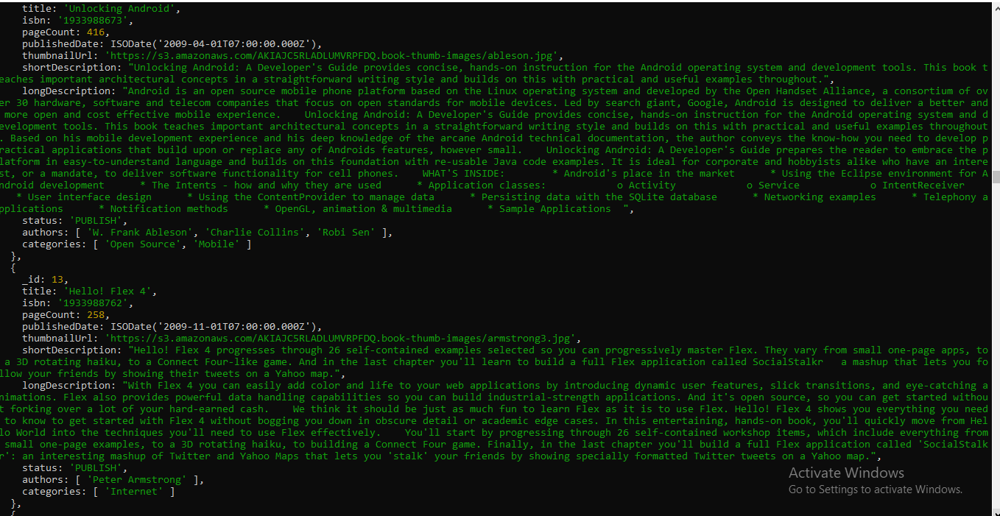 title: 'Unlocking Android',
isbn: '1933988673',
pageCount: 416,
publishedDate: ISODate('2009-04-01T07:00:00.000Z'),
thumbnailUrl: 'https://s3.amazonaws.com/AKIAJC5RLADLUMVRPFDQ.book-thumb-images/ableson.jpg',
shortDescription: "Unlocking Android: A Developer's Guide provides concise, hands-on instruction for the Android operating system and development tools. This book t
eaches important architectural concepts in a straightforward writing style and builds on this with practical and useful examples throughout.",
longDescription: "Android is an open source mobile phone platform based on the Linux operating system and developed by the Open Handset Alliance, a consortium of ov
er 30 hardware, software and telecom companies that focus on open standards for mobile devices. Led by search giant, Google, Android is designed to deliver a better and
more open and cost effective mobile experience.    Unlocking Android: A Developer's Guide provides concise, hands-on instruction for the Android operating system and d
evelopment tools. This book teaches important architectural concepts in a straightforward writing style and builds on this with practical and useful examples throughout
. Based on his mobile development experience and his deep knowledge of the arcane Android technical documentation, the author conveys the know-how you need to develop p
ractical applications that build upon or replace any of Androids features, however small.    Unlocking Android: A Developer's Guide prepares the reader to embrace the p
latform in easy-to-understand language and builds on this foundation with re-usable Java code examples. It is ideal for corporate and hobbyists alike who have an intere
st, or a mandate, to deliver software functionality for cell phones.    WHAT'S INSIDE:        * Android's place in the market      * Using the Eclipse environment for A
ndroid development      * The Intents - how and why they are used      * Application classes:            o Activity            o Service            o IntentReceiver
* User interface design      * Using the ContentProvider to manage data      * Persisting data with the SQLite database      * Networking examples      * Telephony a
pplications      * Notification methods      * OpenGL, animation & multimedia      * Sample Applications  ",
status: 'PUBLISH',
authors: [ 'W. Frank Ableson', 'Charlie Collins', 'Robi Sen' ],
categories: [ 'Open Source', 'Mobile' ]
},
{
_id: 13,
title: 'Hello! Flex 4',
isbn: '1933988762',
pageCount: 258,
publishedDate: ISODate('2009-11-01T07:00:00.000Z'),
thumbnailUrl: 'https://s3.amazonaws.com/AKIAJC5RLADLUMVRPFDQ.book-thumb-images/armstrong3.jpg',
shortDescription: "Hello! Flex 4 progresses through 26 self-contained examples selected so you can progressively master Flex. They vary from small one-page apps, to
a 3D rotating haiku, to a Connect Four-like game. And in the last chapter you'll learn to build a full Flex application called SocialStalkr   a mashup that lets you fo
llow your friends by showing their tweets on a Yahoo map.",
longDescription: "With Flex 4 you can easily add color and life to your web applications by introducing dynamic user features, slick transitions, and eye-catching a
nimations. Flex also provides powerful data handling capabilities so you can build industrial-strength applications. And it's open source, so you can get started withou
t forking over a lot of your hard-earned cash.    We think it should be just as much fun to learn Flex as it is to use Flex. Hello! Flex 4 shows you everything you need
to know to get started with Flex 4 without bogging you down in obscure detail or academic edge cases. In this entertaining, hands-on book, you'll quickly move from Hel
lo World into the techniques you'll need to use Flex effectively.    You'll start by progressing through 26 self-contained workshop items, which include everything from
small one-page examples, to a 3D rotating haiku, to building a Connect Four game. Finally, in the last chapter you'll build a full Flex application called 'SocialStalk
r': an interesting mashup of Twitter and Yahoo Maps that lets you 'stalk' your friends by showing specially formatted Twitter tweets on a Yahoo map.",
status: 'PUBLISH',
authors: [ 'Peter Armstrong' ],
categories: [ 'Internet' ]
},
{
Activate Windows
Go to Settings to activate Windows.